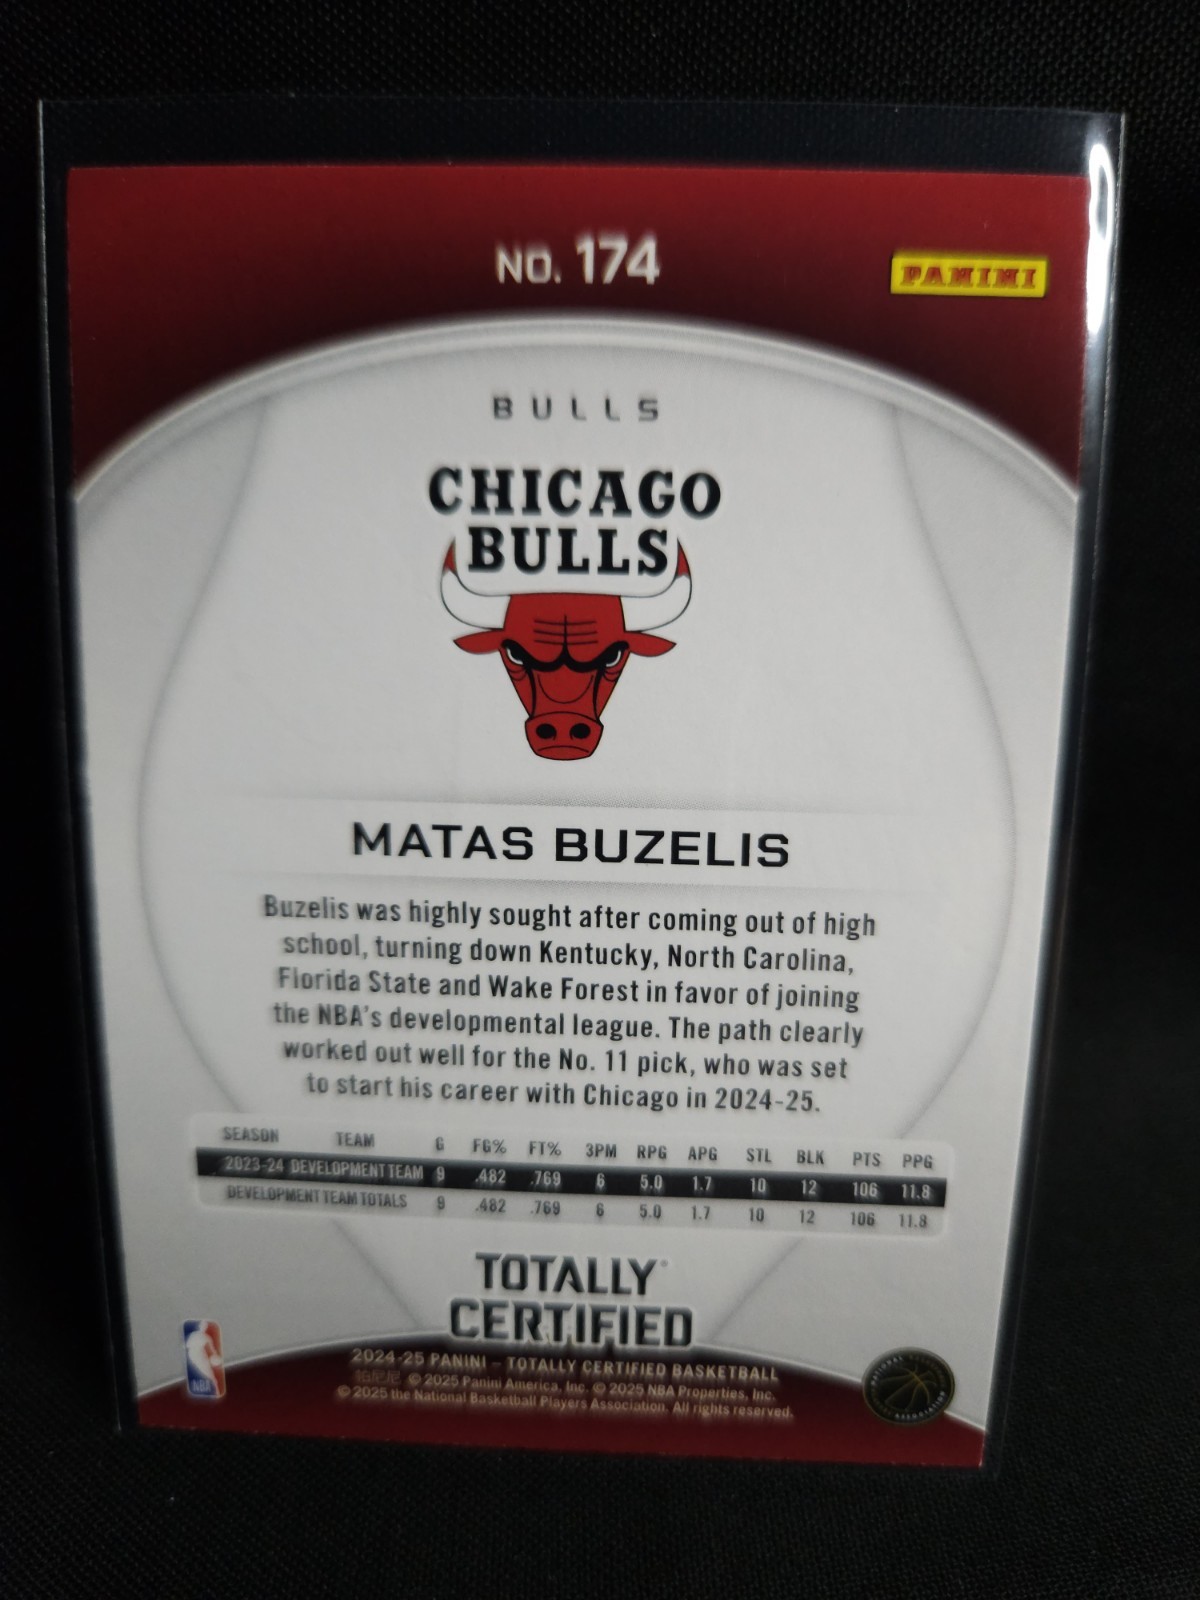 NO. 174
PANINI
BULLS
CHICAGO
BULLS
MATAS BUZELIS
Buzelis was highly sought after coming out of high
school, turning down Kentucky, North Carolina,
Florida State and Wake Forest in favor of joining
the NBA's developmental league. The path clearly
worked out well for the No. 11 pick, who was set
to start his career with Chicago in 2024-25.
SEASON TEAM G FG% FT% 3PM RPG APG STL BLK PTS PPG
2023-24 DEVELOPMENT TEAM 9 .482 .769 6 5.0 1.7 10 12 106 11.8
DEVELOPMENT TEAM TOTALS 9 .482 .769 6 5.0 1.7 10 12 106 11.8
TOTALLY
CERTIFIED
2024-25 PANINI – TOTALLY CERTIFIED BASKETBALL
© 2025 Panini America, Inc. © 2025 NBA Properties, Inc.
© 2025 the National Basketball Players Association. All rights reserved.
NBA